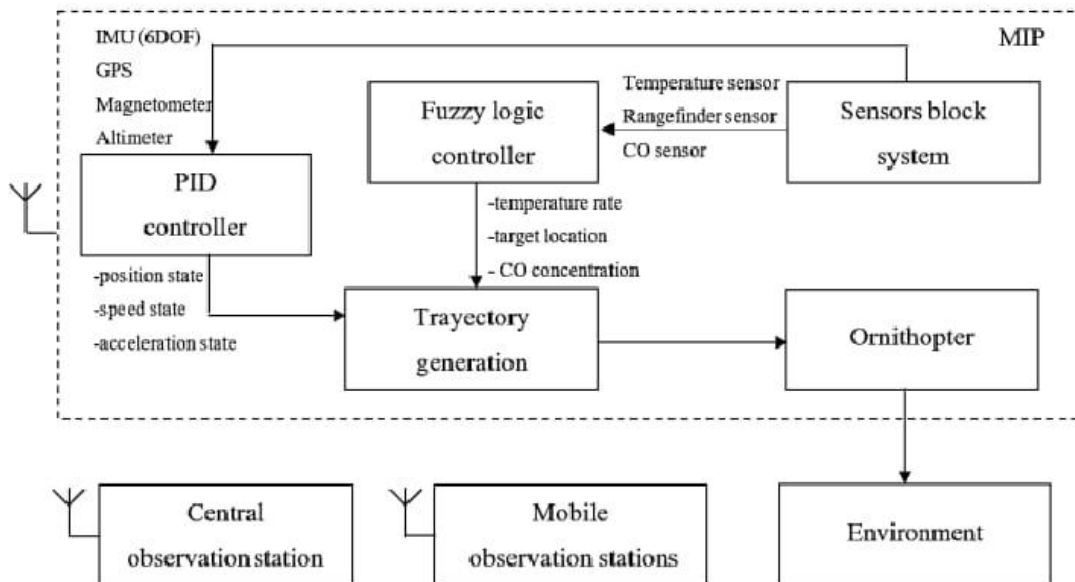 IMU (6DOF)
GPS
Magnetometer
Altimeter
MIP
Temperature sensor
Rangefinder sensor
CO sensor
Fuzzy logic
controller
Sensors block
system
PID
controller
-temperature rate
-target location
- CO concentration
-position state
-speed state
-acceleration state
Trayectory
generation
Ornithopter
Central
observation station
Mobile
observation stations
Environment